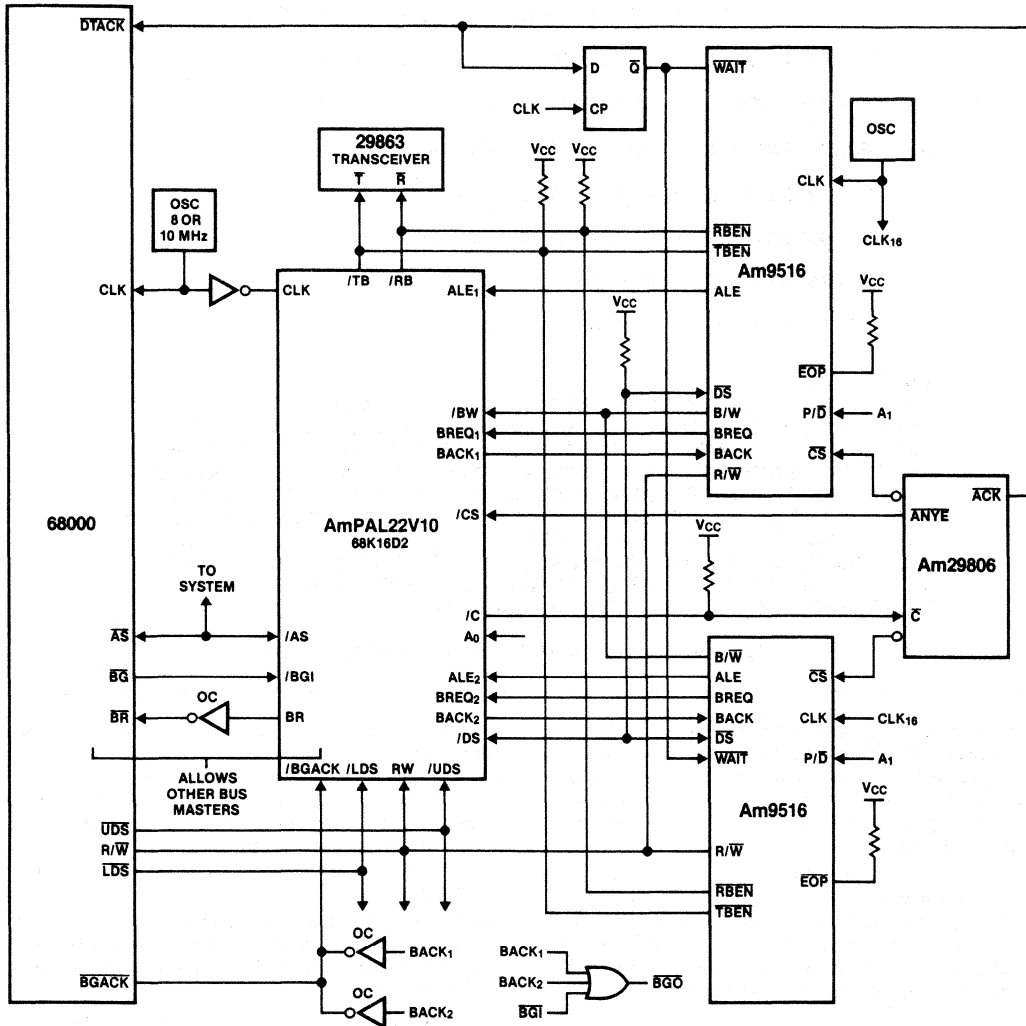 DTACK
D
Q
WAIT
CLK
CP
29863
TRANSCEIVER
T
R
VCC
VCC
OSC
CLK
CLK16
OSC
8 OR
10 MHz
RBEN
TBEN
Am9516
CLK
CLK
/TB
/RB
ALE1
ALE
VCC
VCC
EOP
DS
/BW
B/W
P/D
A1
BREQ1
BREQ
BACK1
BACK
CS
R/W
68000
AmPAL22V10
68K16D2
/CS
ACK
ANYE
Am29806
VCC
TO
SYSTEM
/C
C
AS
/AS
A0
B/W
BG
/BGI
ALE2
ALE
CS
BREQ2
BREQ
OC
BR
BR
BACK2
BACK
CLK
CLK16
/DS
DS
WAIT
P/D
A1
/BGACK
/LDS
RW
/UDS
ALLOWS
OTHER BUS
MASTERS
VCC
Am9516
UDS
R/W
R/W
LDS
EOP
RBEN
TBEN
OC
BACK1
BACK1
BGACK
BACK2
BGO
OC
BACK2
BGI